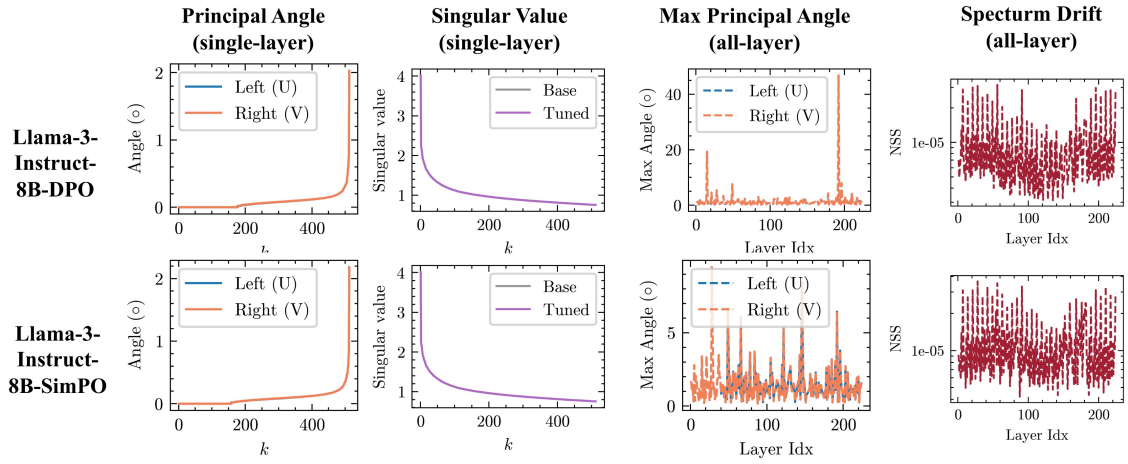 Principal Angle
(single-layer)
Singular Value
(single-layer)
Max Principal Angle
(all-layer)
Specturm Drift
(all-layer)
Llama-3-
Instruct-
8B-DPO
Angle (○)
2
1
0
Left (U)
Right (V)
0
200
400
Singular value
4
3
2
1
Base
Tuned
0
200
400
k
Max Angle (○)
40
20
0
Left (U)
Right (V)
0
100
200
Layer Idx
NSS
1e-05
0
100
200
Layer Idx
Llama-3-
Instruct-
8B-SimPO
Angle (○)
2
1
0
Left (U)
Right (V)
0
200
400
k
Singular value
4
3
2
1
Base
Tuned
0
200
400
k
Max Angle (○)
5
0
Left (U)
Right (V)
0
100
200
Layer Idx
NSS
1e-05
0
100
200
Layer Idx